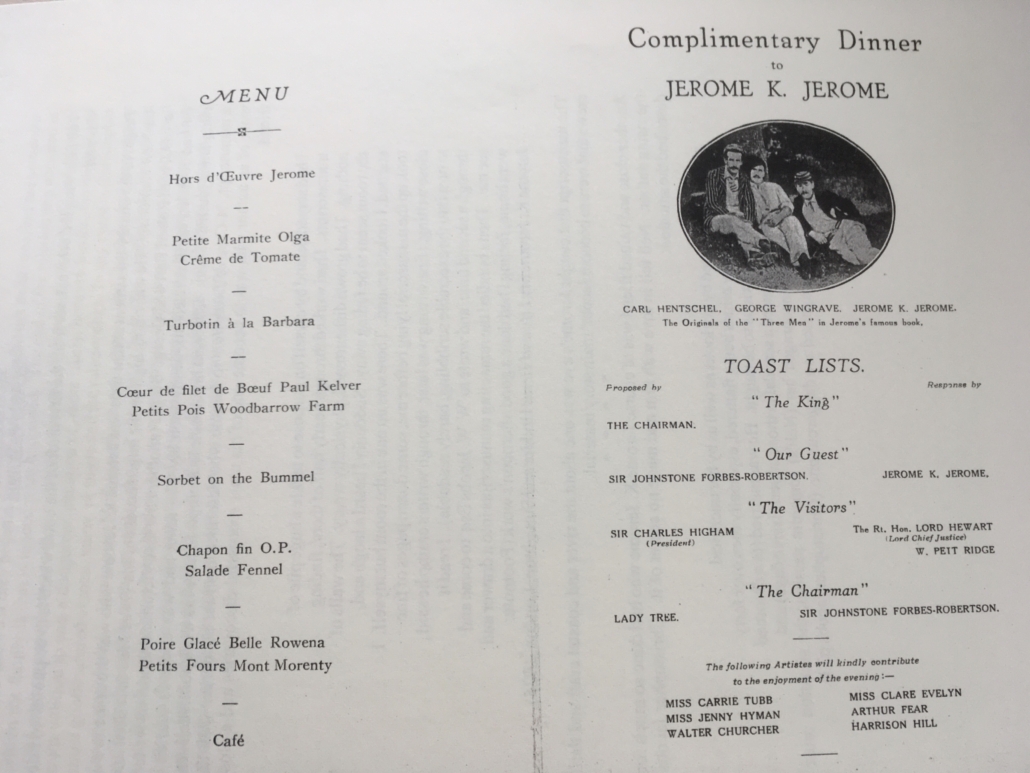 MENU
Hors d'Œuvre Jerome
Petite Marmite Olga
Crême de Tomate
Turbotin à la Barbara
Cœur de filet de Bœuf Paul Kelver
Petits Pois Woodbarrow Farm
Sorbet on the Bummel
Chapon fin O.P.
Salade Fennel
Poire Glacé Belle Rowena
Petits Fours Mont Morenty
Café
Complimentary Dinner
to
JEROME K. JEROME
CARL HENTSCHEL, GEORGE WINGRAVE, JEROME K. JEROME.
The Originals of the "Three Men" in Jerome's famous book.
TOAST LISTS.
Proposed by Response by
"The King"
THE CHAIRMAN.
"Our Guest"
SIR JOHNSTONE FORBES-ROBERTSON. JEROME K. JEROME.
"The Visitors"
SIR CHARLES HIGHAM The Rt. Hon. LORD HEWART
(President) (Lord Chief Justice)
W. PEIT RIDGE
"The Chairman"
LADY TREE. SIR JOHNSTONE FORBES-ROBERTSON.
The following Artistes will kindly contribute
to the enjoyment of the evening:—
MISS CARRIE TUBB MISS CLARE EVELYN
MISS JENNY HYMAN ARTHUR FEAR
WALTER CHURCHER HARRISON HILL